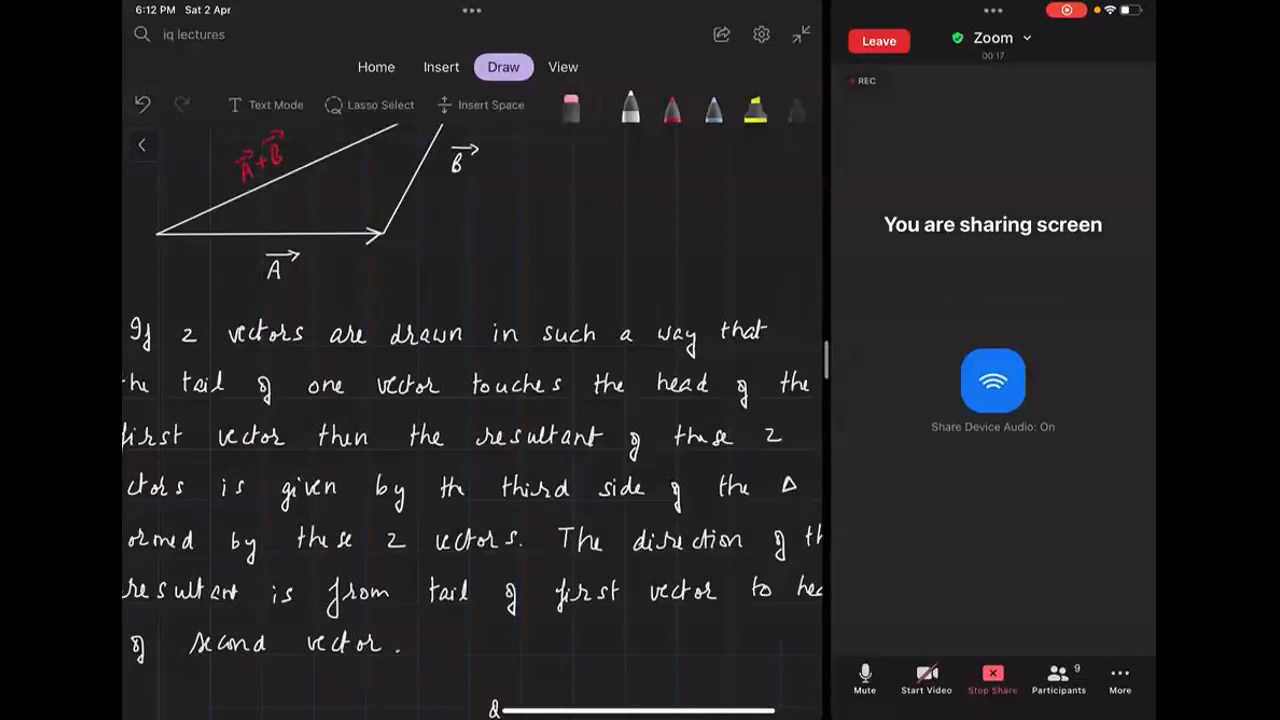 6:12 PM Sat 2 Apr
iq lectures
Home Insert Draw View
Text Mode Lasso Select Insert Space
A+B
B
A
If 2 vectors are drawn in such a way that
the tail of one vector touches the head of the
first vector then the resultant of these 2
ctors is given by the third side of the Δ
ormed by these 2 vectors. The direction of th
resultant is from tail of first vector to hea
of second vector.
Leave
Zoom
00:17
REC
You are sharing screen
Share Device Audio: On
9
Mute Start Video Stop Share Participants More